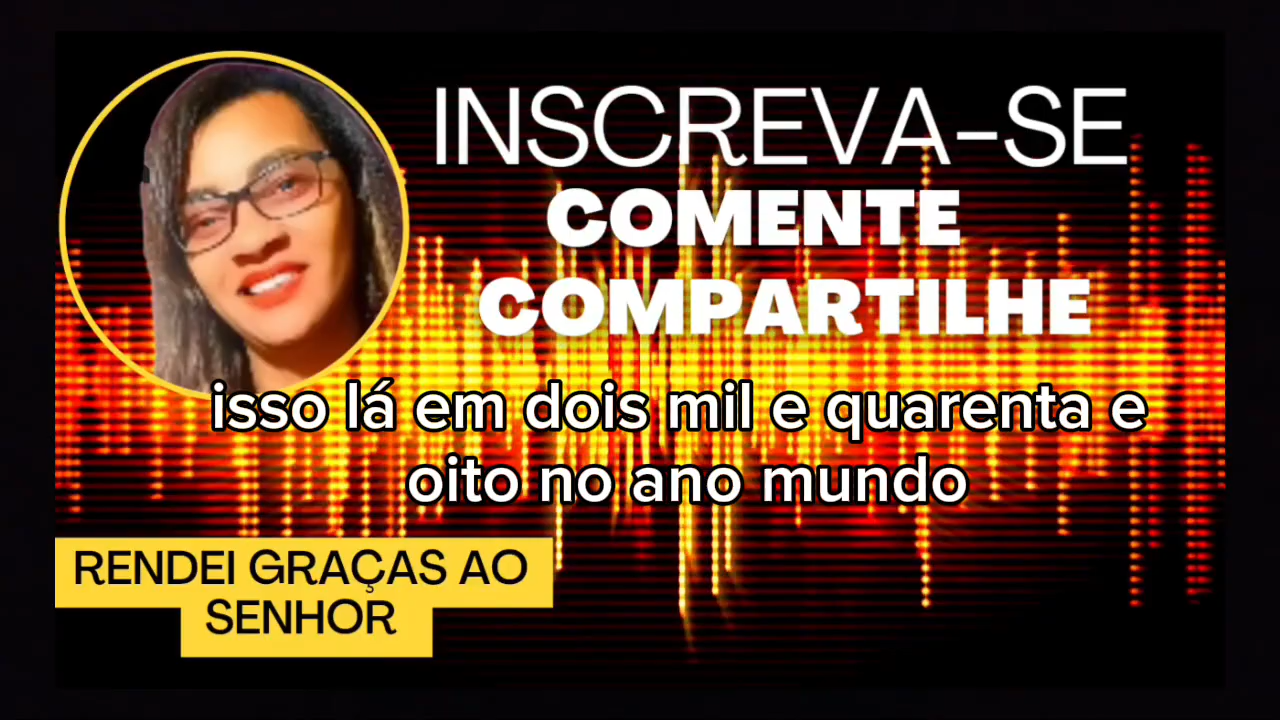 INSCREVA-SE
COMENTE
COMPARTILHE
isso lá em dois mil e quarenta e
oito no ano mundo
RENDEI GRAÇAS AO
SENHOR